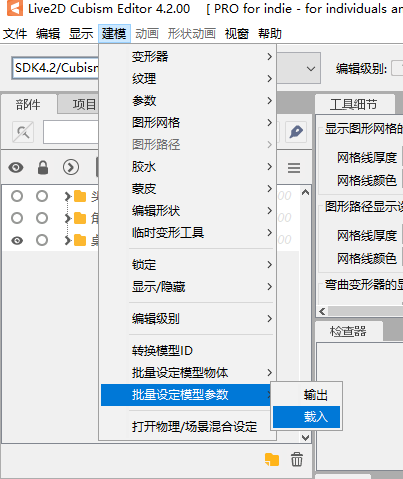 Live2D Cubism Editor 4.2.00 [ PRO for indie - for individuals
文件 编辑 显示 建模 动画 形状动画 视窗 帮助
SDK4.2/Cubism
编辑级别:
部件 项目
工具细节
变形器
纹理
参数
图形网格
图形路径
胶水
蒙皮
编辑形状
临时变形工具
锁定
显示/隐藏
编辑级别
转换模型ID
批量设定模型物体
批量设定模型参数
打开物理/场景混合设定
输出
载入
显示图形网格的
网格线厚度
网格线颜色
图形路径显示
网格线厚度
网格线颜色
弯曲变形器的显
检查器